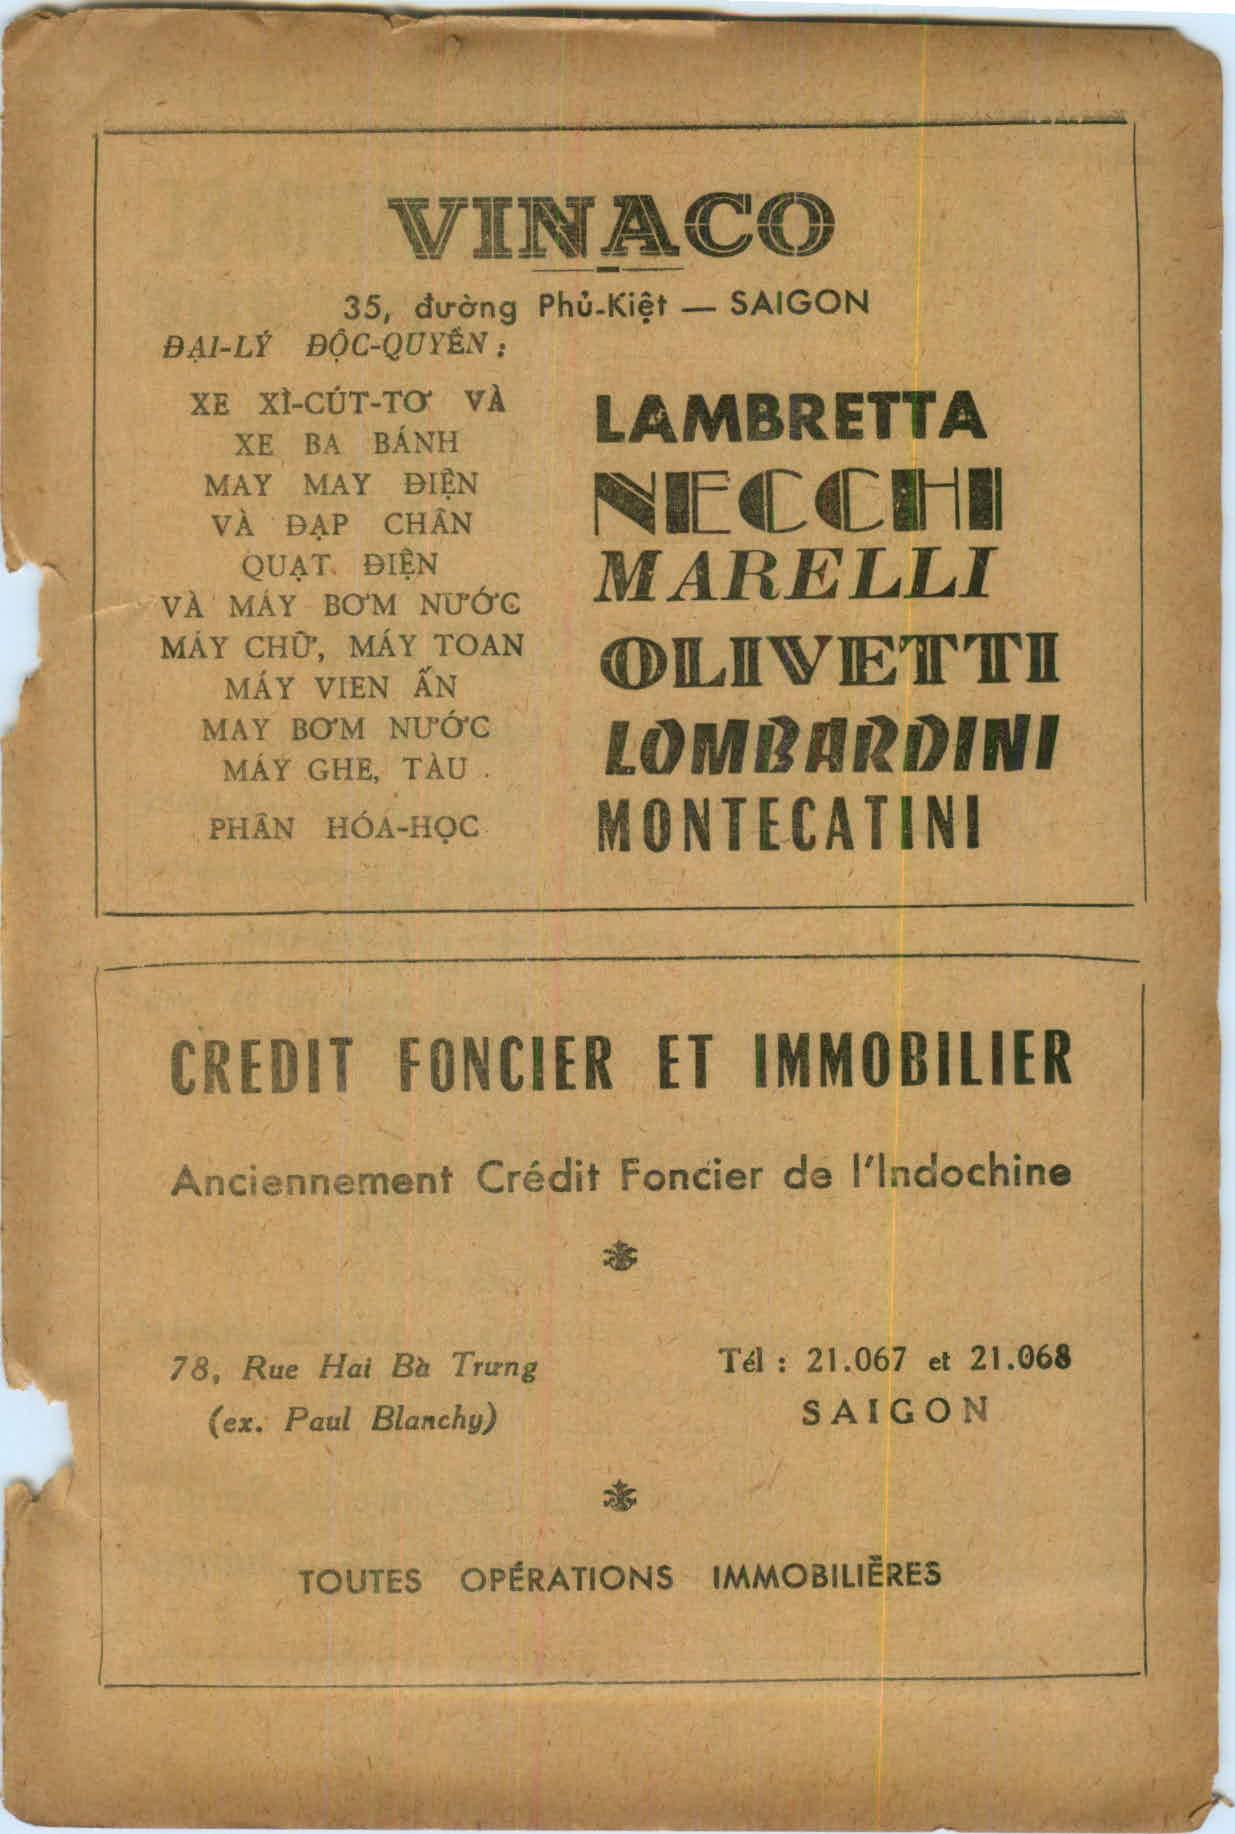 VINACO
35, đường Phủ-Kiệt — SAIGON
ĐẠI-LÝ ĐỘC-QUYỀN :
XE XÌ-CÚT-TƠ VÀ
XE BA BÁNH
LAMBRETTA
MAY MAY ĐIỆN
VÀ ĐẠP CHÂN
NECCHI
QUẠT ĐIỆN
VÀ MÁY BƠM NƯỚC
MARELLI
MÁY CHỮ, MÁY TOAN
MÁY VIEN ẤN
OLIVETTI
MAY BƠM NƯỚC
MÁY GHE, TÀU
LOMBARDINI
PHÂN HÓA-HỌC
MONTECATINI
CREDIT FONCIER ET IMMOBILIER
Anciennement Crédit Foncier de l'Indochine
78, Rue Hai Bà Trưng
(ex. Paul Blanchy)
Tél : 21.067 et 21.068
SAIGON
TOUTES OPÉRATIONS IMMOBILIÈRES